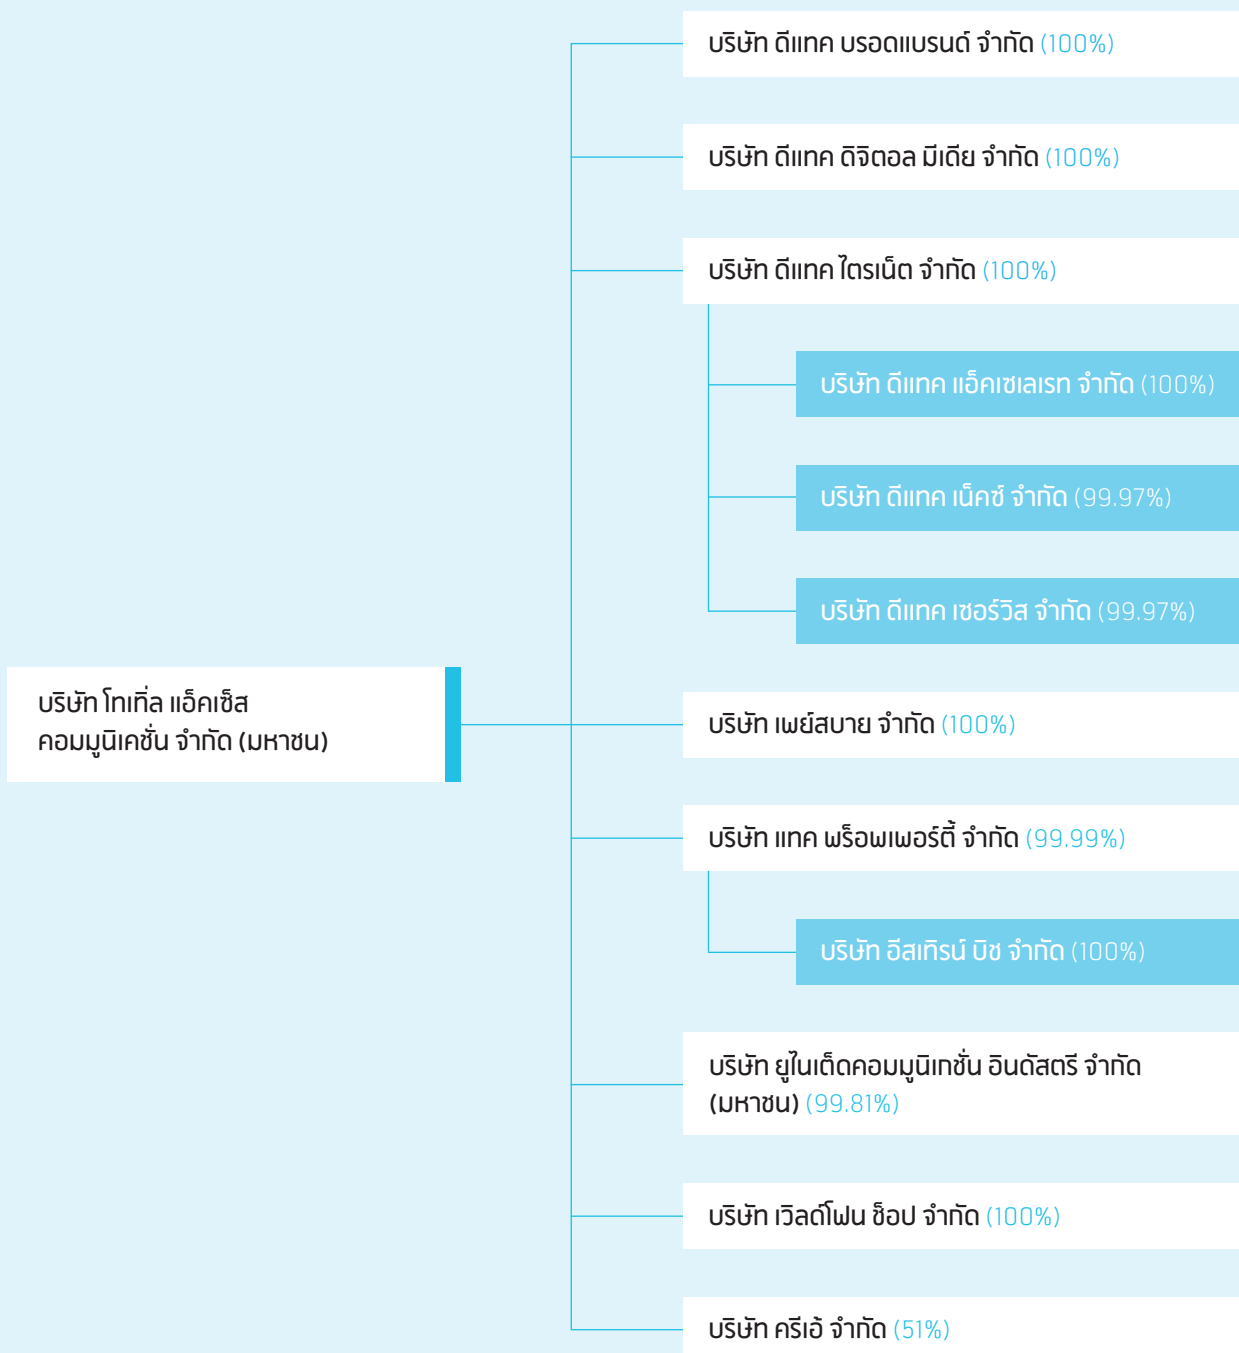 บริษัท ดีแทค บรอดแบรนด์ จำกัด (100%)
บริษัท ดีแทค ดิจิตอล มีเดีย จำกัด (100%)
บริษัท ดีแทค ไตรเน็ต จำกัด (100%)
บริษัท ดีแทค แอ็คเซเลเรท จำกัด (100%)
บริษัท ดีแทค เน็คซ์ จำกัด (99.97%)
บริษัท ดีแทค เซอร์วิส จำกัด (99.97%)
บริษัท โทเทิ่ล แอ็คเซ็ส
คอมมูนิเคชั่น จำกัด (มหาชน)
บริษัท เพย์สบาย จำกัด (100%)
บริษัท แทค พร็อพเพอร์ตี้ จำกัด (99.99%)
บริษัท อีสเทิรน์ บีช จำกัด (100%)
บริษัท ยูไนเต็ดคอมมูนิเกชั่น อินดัสตรี จำกัด
(มหาชน) (99.81%)
บริษัท เวิลด์โฟน ช็อป จำกัด (100%)
บริษัท ครีเอ้ จำกัด (51%)